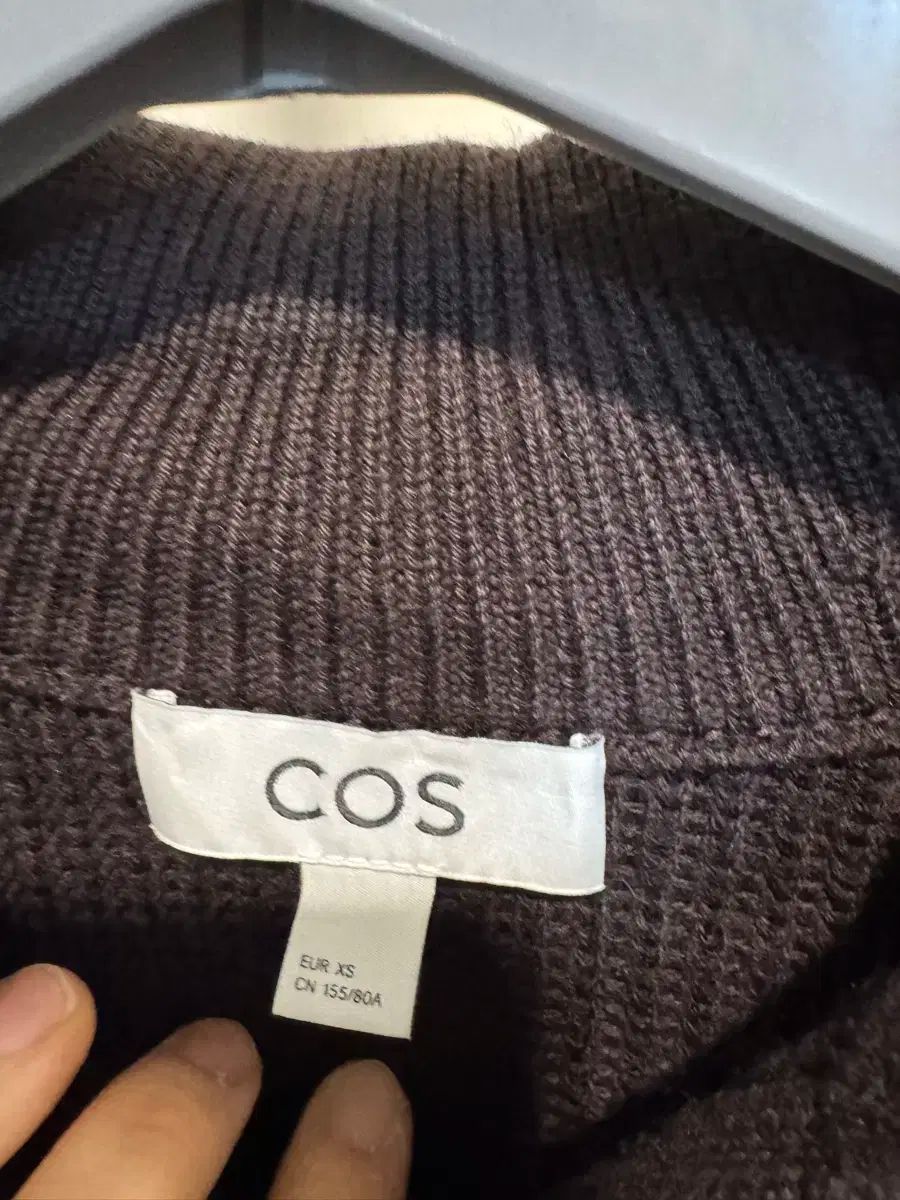 COS
EUR XS
CN 155/80A